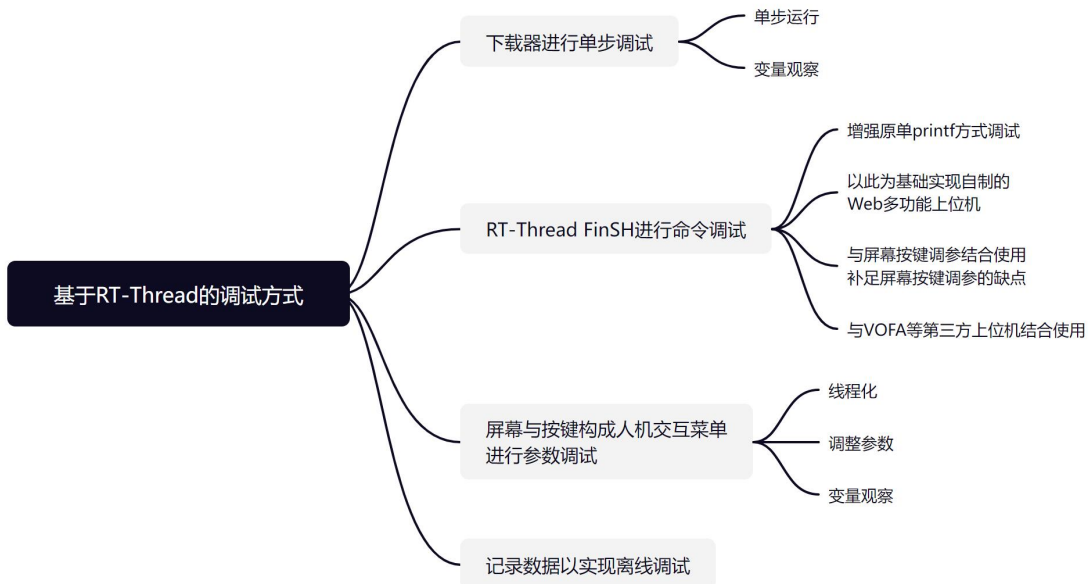 基于RT-Thread的调试方式
下载器进行单步调试
单步运行
变量观察
RT-Thread FinSH进行命令调试
增强原单printf方式调试
以此为基础实现自制的
Web多功能上位机
与屏幕按键调参结合使用
补足屏幕按键调参的缺点
与VOFA等第三方上位机结合使用
屏幕与按键构成人机交互菜单
进行参数调试
线程化
调整参数
变量观察
记录数据以实现离线调试